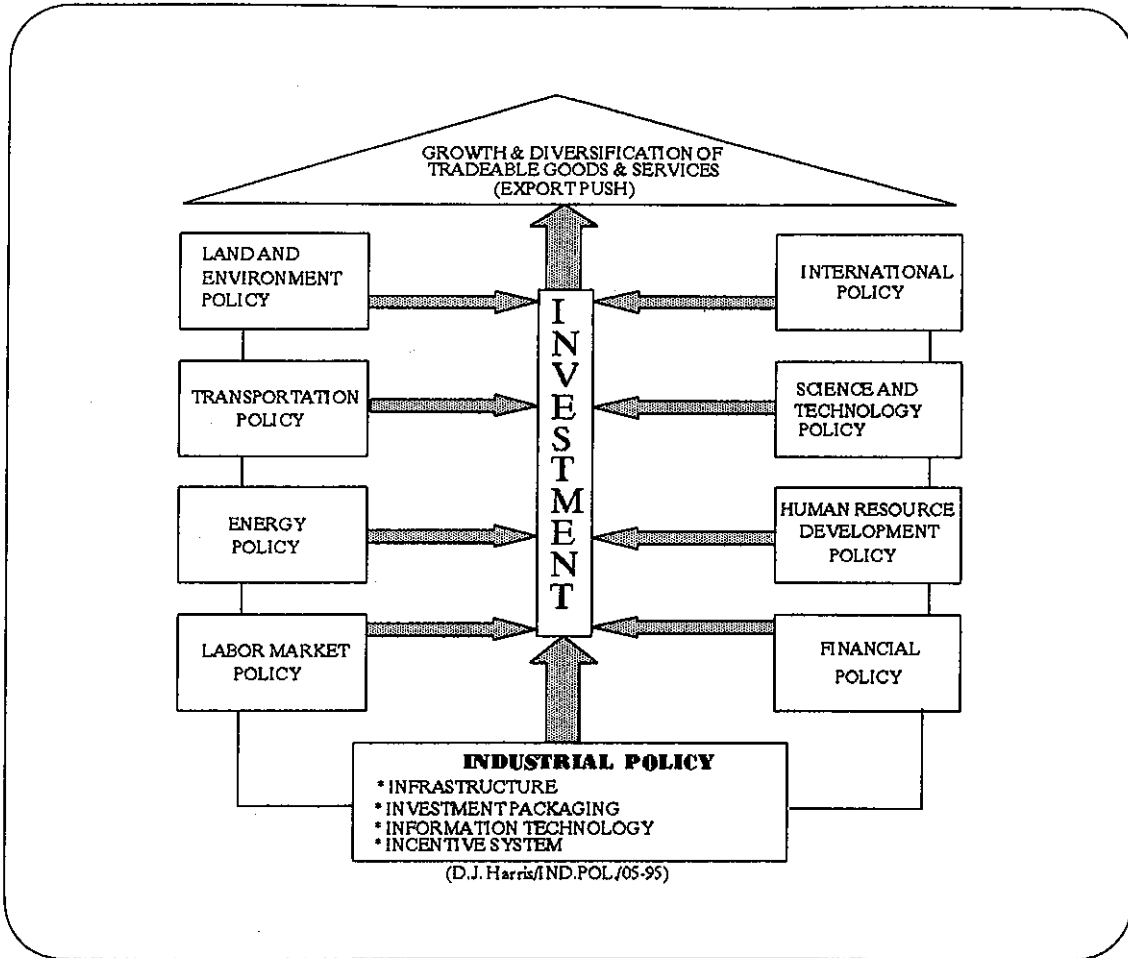 GROWTH & DIVERSIFICATION OF
TRADEABLE GOODS & SERVICES
(EXPORT PUSH)
LAND AND
ENVIRONMENT
POLICY
TRANSPORTATION
POLICY
ENERGY
POLICY
LABOR MARKET
POLICY
INVESTMENT
INTERNATIONAL
POLICY
SCIENCE AND
TECHNOLOGY
POLICY
HUMAN RESOURCE
DEVELOPMENT
POLICY
FINANCIAL
POLICY
INDUSTRIAL POLICY
* INFRASTRUCTURE
* INVESTMENT PACKAGING
* INFORMATION TECHNOLOGY
* INCENTIVE SYSTEM
(D.J. Harris/IND.POL./05-95)